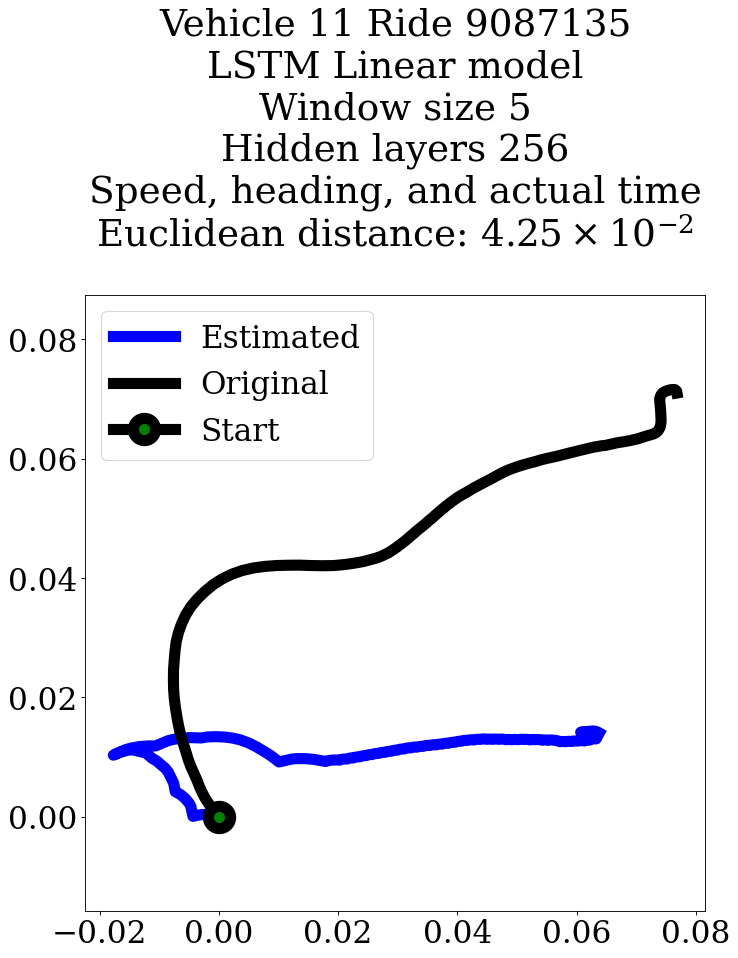 Vehicle 11 Ride 9087135
LSTM Linear model
Window size 5
Hidden layers 256
Speed, heading, and actual time
Euclidean distance: 4.25 × 10⁻²
Estimated
Original
Start
0.08
0.06
0.04
0.02
0.00
−0.02 0.00 0.02 0.04 0.06 0.08